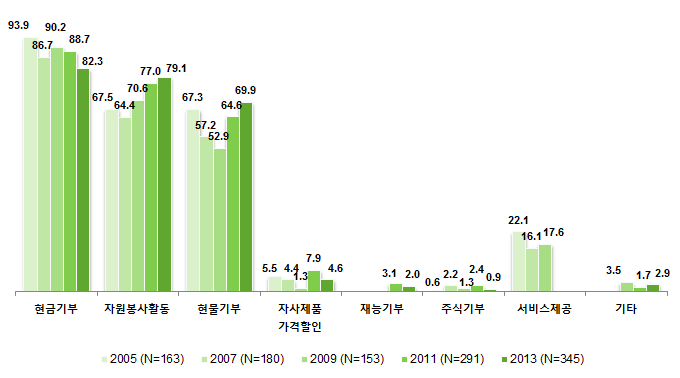 93.9 86.7 90.2 88.7 82.3
67.5 64.4 70.6 77.0 79.1
67.3 57.2 52.9 64.6 69.9
5.5 4.4 1.3 7.9 4.6
3.1 2.0
0.6 2.2 1.3 2.4 0.9
22.1 16.1 17.6
3.5 1.7 2.9
현금기부 자원봉사활동 현물기부 자사제품 재능기부 주식기부 서비스제공 기타
가격할인
2005 (N=163) 2007 (N=180) 2009 (N=153) 2011 (N=291) 2013 (N=345)